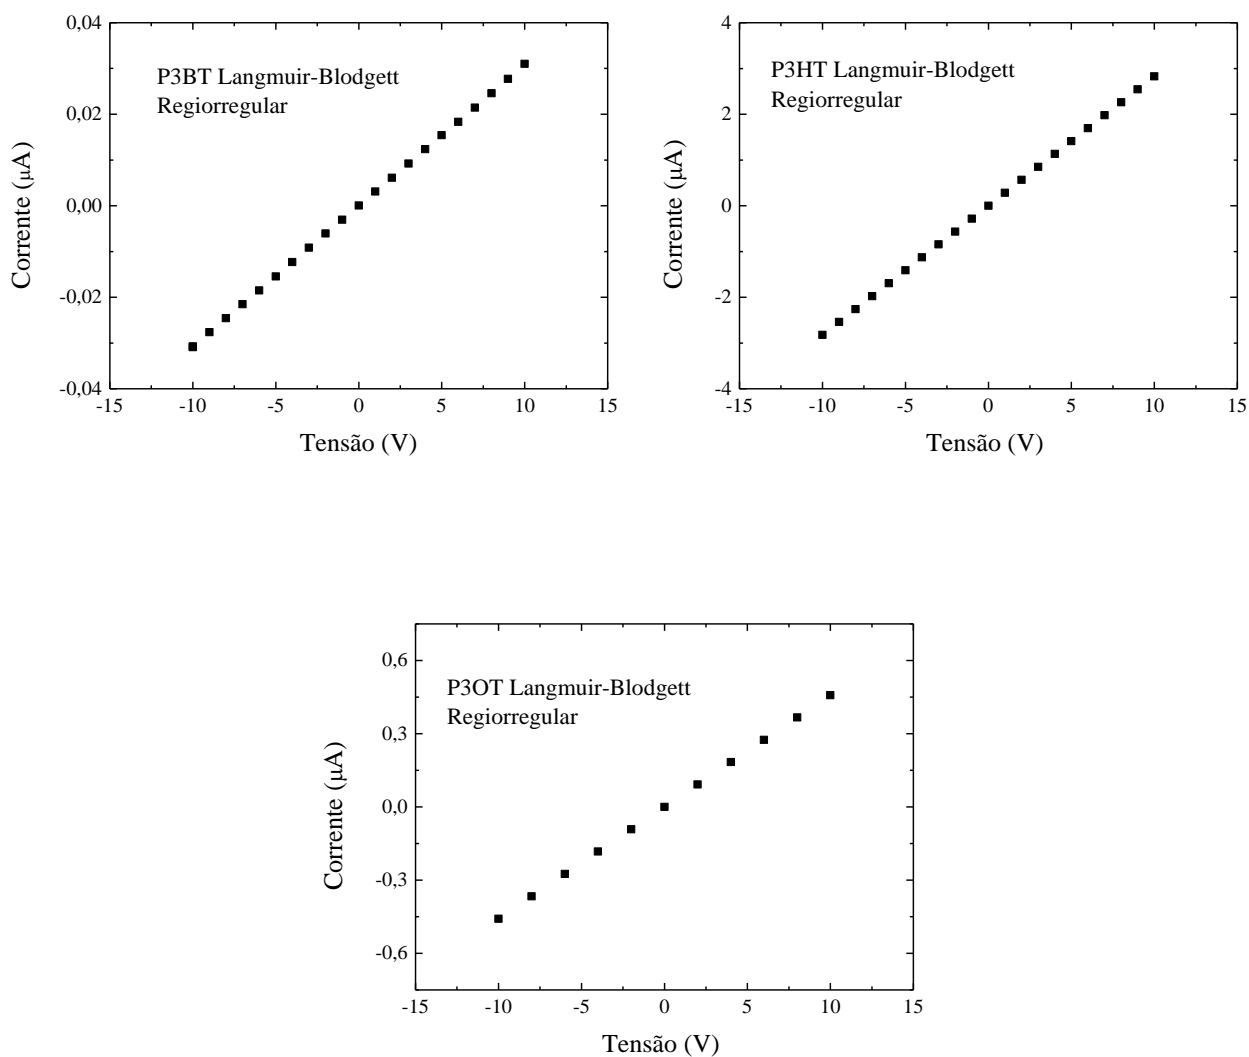 0,04
0,02
0,00
-0,02
-0,04
P3BT Langmuir-Blodgett
Regiorregular
Corrente (μA)
-15 -10 -5 0 5 10 15
Tensão (V)
4
2
0
-2
-4
P3HT Langmuir-Blodgett
Regiorregular
Corrente (μA)
-15 -10 -5 0 5 10 15
Tensão (V)
0,6
0,3
0,0
-0,3
-0,6
P3OT Langmuir-Blodgett
Regiorregular
Corrente (μA)
-15 -10 -5 0 5 10 15
Tensão (V)